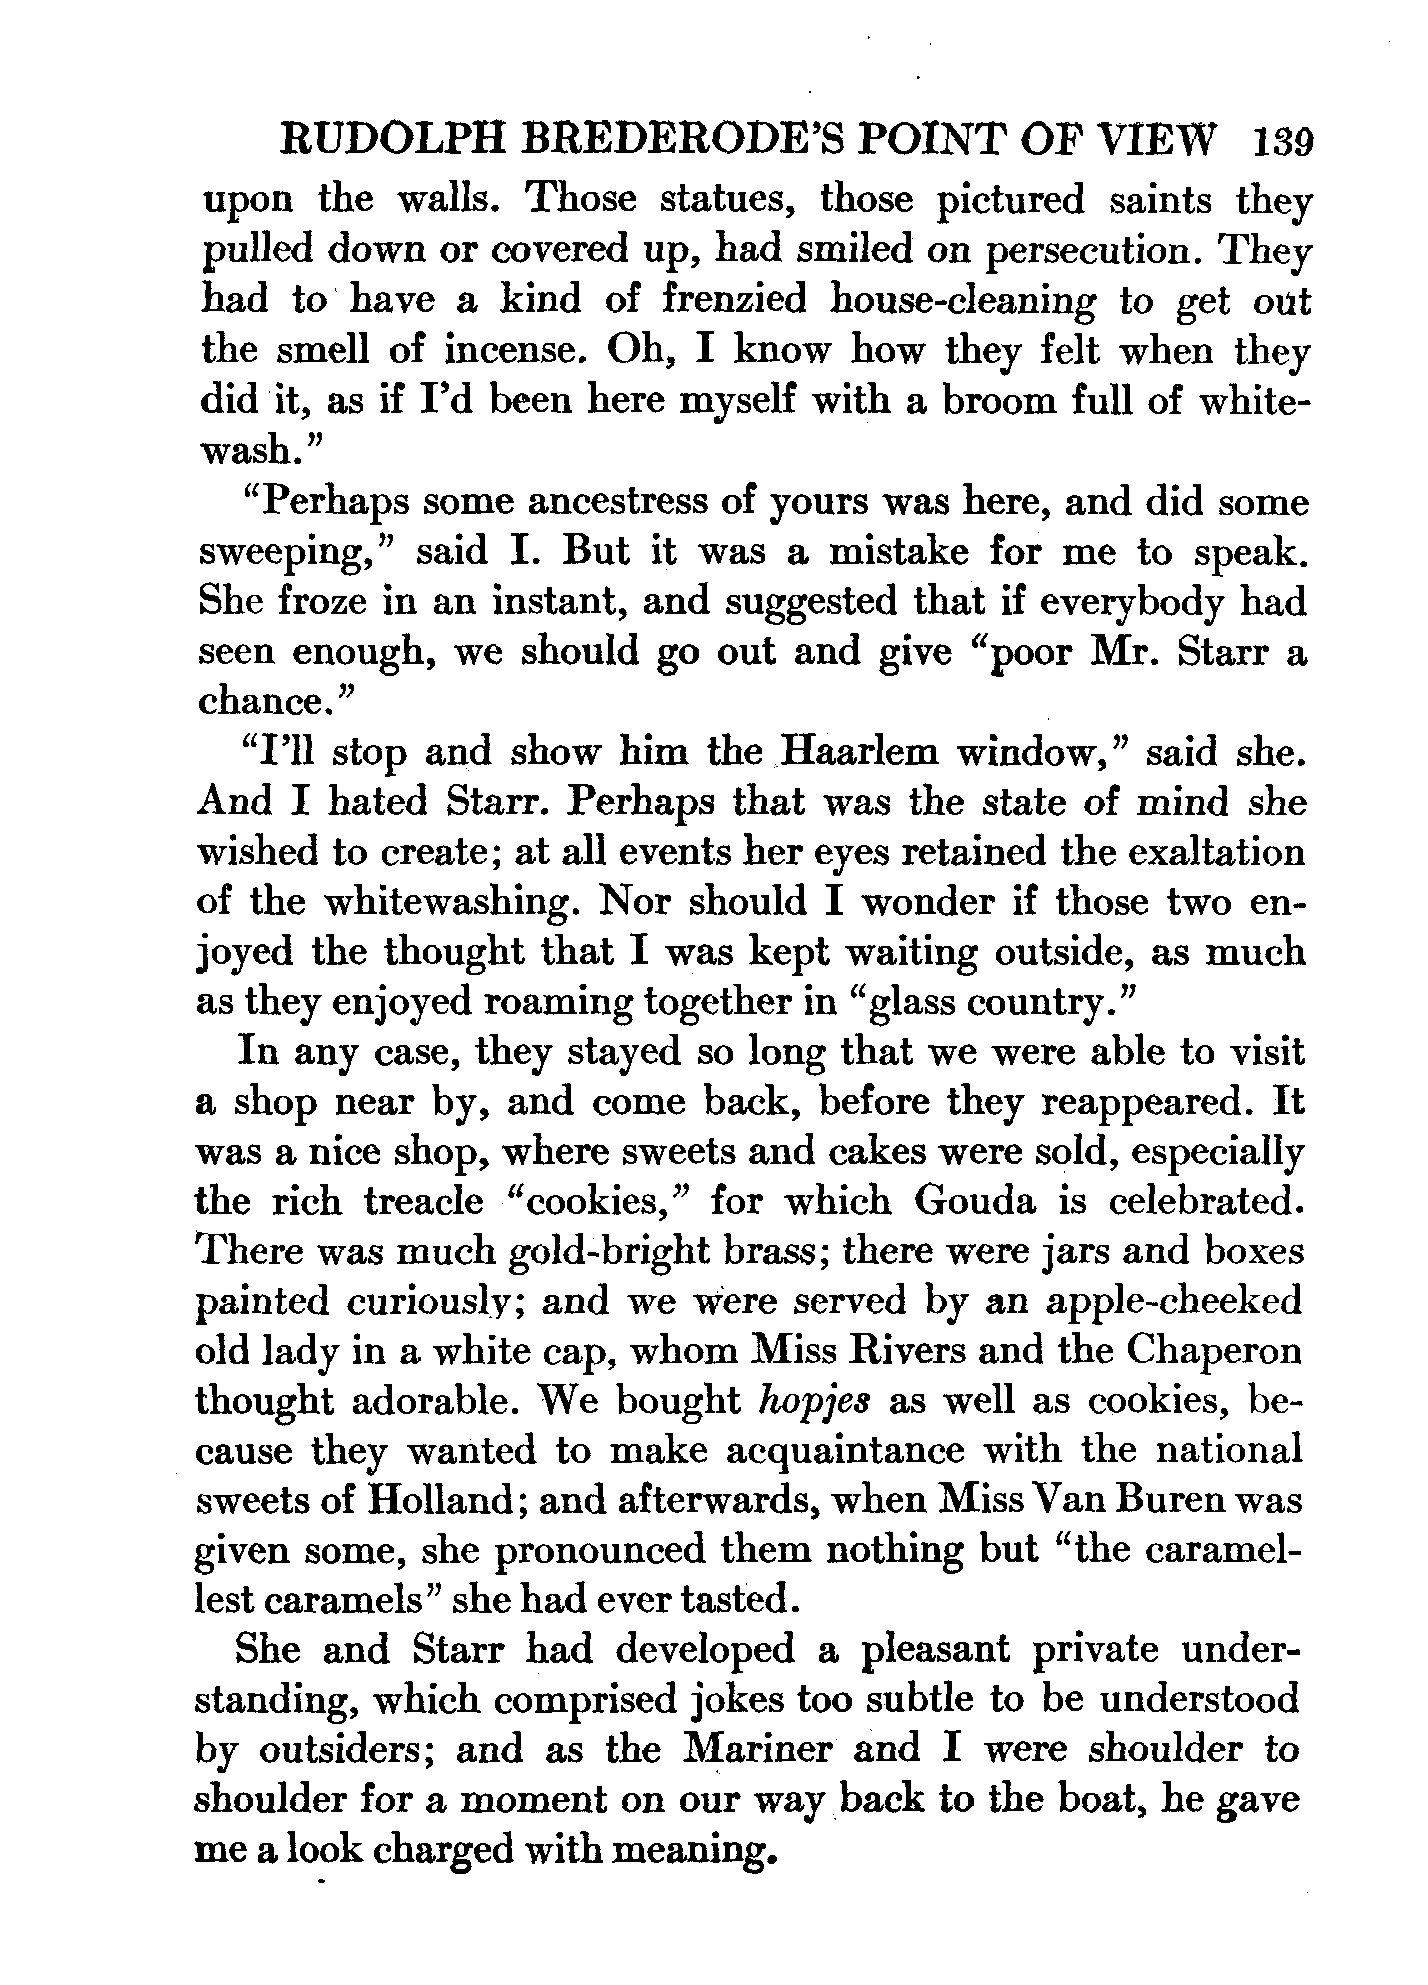 RUDOLPH BREDERODE'S POINT OF VIEW 139
upon the walls. Those statues, those pictured saints they
pulled down or covered up, had smiled on persecution. They
had to have a kind of frenzied house-cleaning to get out
the smell of incense. Oh, I know how they felt when they
did it, as if I'd been here myself with a broom full of white-
wash."
"Perhaps some ancestress of yours was here, and did some
sweeping," said I. But it was a mistake for me to speak.
She froze in an instant, and suggested that if everybody had
seen enough, we should go out and give "poor Mr. Starr a
chance."
"I'll stop and show him the Haarlem window," said she.
And I hated Starr. Perhaps that was the state of mind she
wished to create; at all events her eyes retained the exaltation
of the whitewashing. Nor should I wonder if those two en-
joyed the thought that I was kept waiting outside, as much
as they enjoyed roaming together in "glass country."
In any case, they stayed so long that we were able to visit
a shop near by, and come back, before they reappeared. It
was a nice shop, where sweets and cakes were sold, especially
the rich treacle "cookies," for which Gouda is celebrated.
There was much gold-bright brass; there were jars and boxes
painted curiously; and we were served by an apple-cheeked
old lady in a white cap, whom Miss Rivers and the Chaperon
thought adorable. We bought hopjes as well as cookies, be-
cause they wanted to make acquaintance with the national
sweets of Holland; and afterwards, when Miss Van Buren was
given some, she pronounced them nothing but "the caramel-
lest caramels" she had ever tasted.
She and Starr had developed a pleasant private under-
standing, which comprised jokes too subtle to be understood
by outsiders; and as the Mariner and I were shoulder to
shoulder for a moment on our way back to the boat, he gave
me a look charged with meaning.